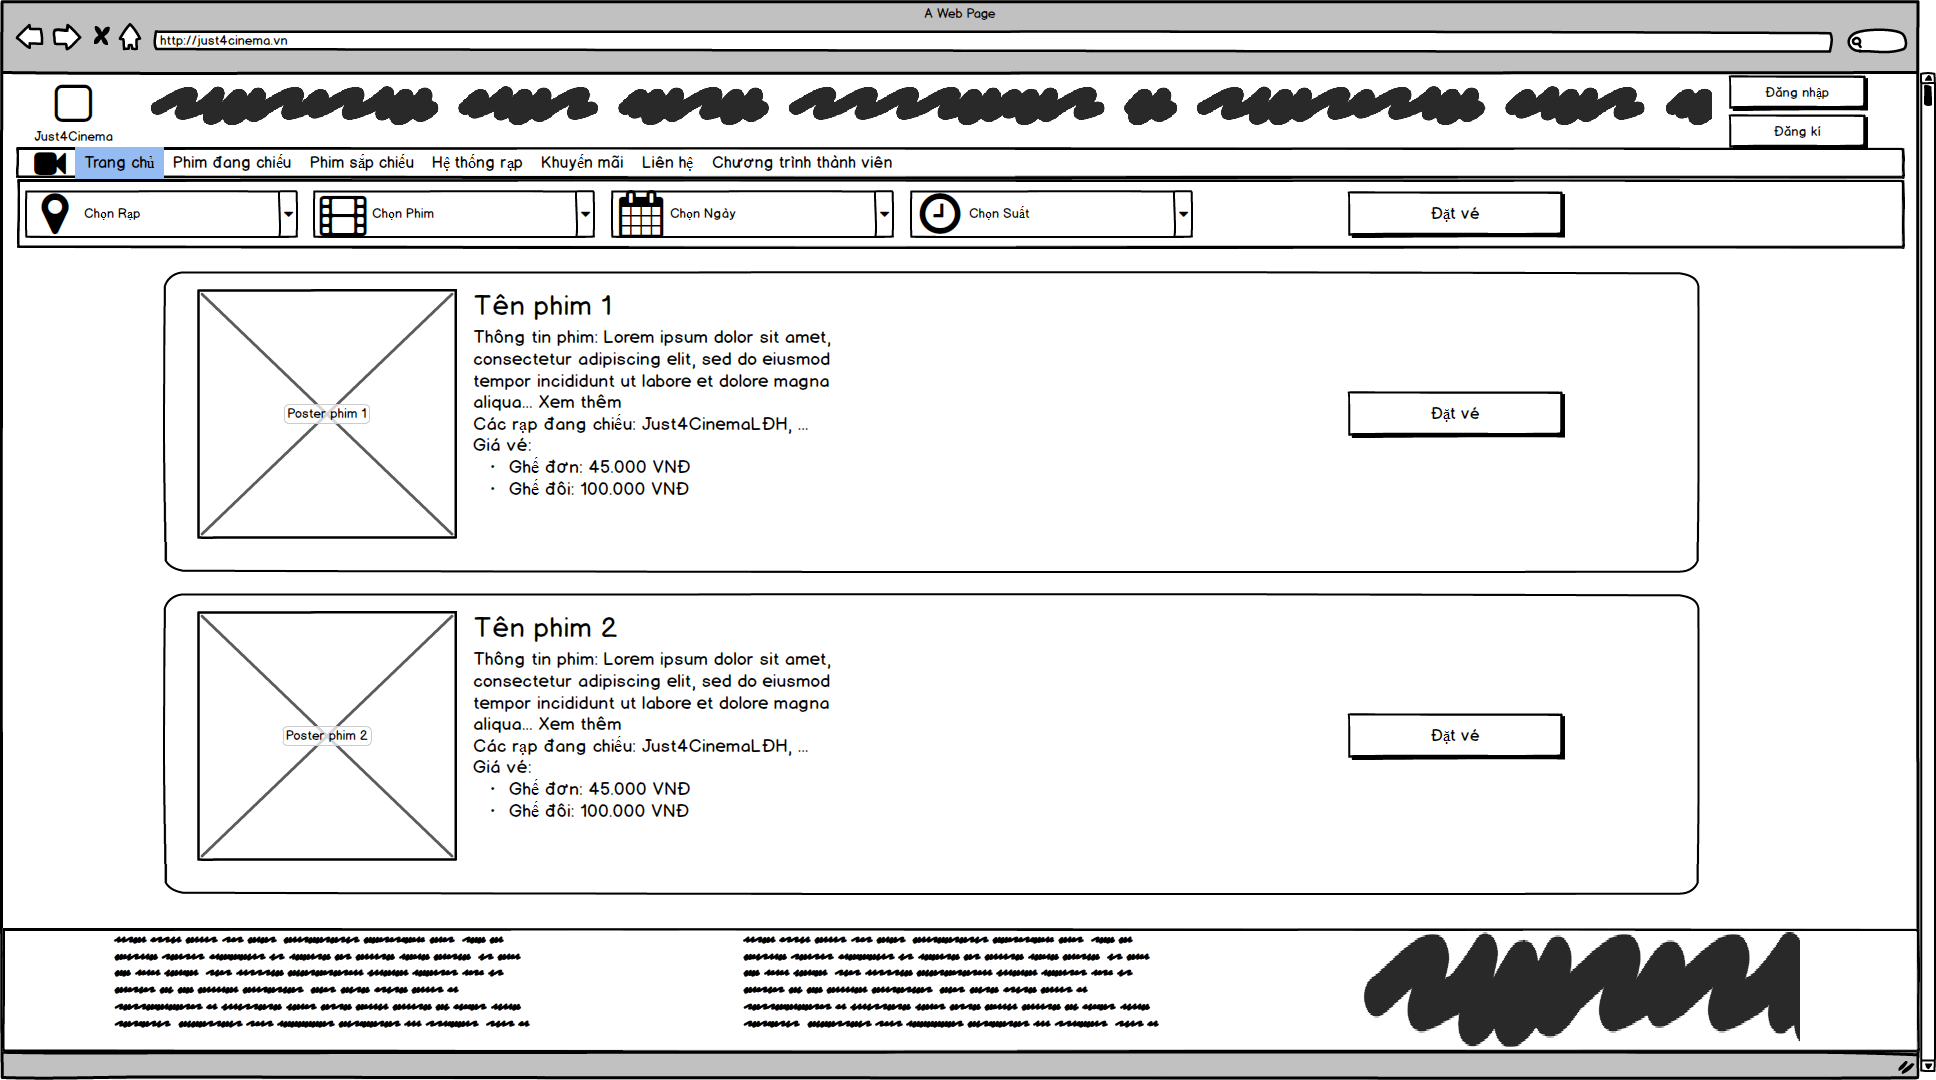 A Web Page
http://just4cinema.vn
Just4Cinema
Đăng nhập
Đăng kí
Trang chủ Phim đang chiếu Phim sắp chiếu Hệ thống rạp Khuyến mãi Liên hệ Chương trình thành viên
Chọn Rạp Chọn Phim Chọn Ngày Chọn Suất Đặt vé
Tên phim 1
Thông tin phim: Lorem ipsum dolor sit amet,
consectetur adipiscing elit, sed do eiusmod
tempor incididunt ut labore et dolore magna
aliqua... Xem thêm
Các rạp đang chiếu: Just4CinemaLĐH, ...
Giá vé:
• Ghế đơn: 45.000 VNĐ
• Ghế đôi: 100.000 VNĐ
Poster phim 1
Đặt vé
Tên phim 2
Thông tin phim: Lorem ipsum dolor sit amet,
consectetur adipiscing elit, sed do eiusmod
tempor incididunt ut labore et dolore magna
aliqua... Xem thêm
Các rạp đang chiếu: Just4CinemaLĐH, ...
Giá vé:
• Ghế đơn: 45.000 VNĐ
• Ghế đôi: 100.000 VNĐ
Poster phim 2
Đặt vé